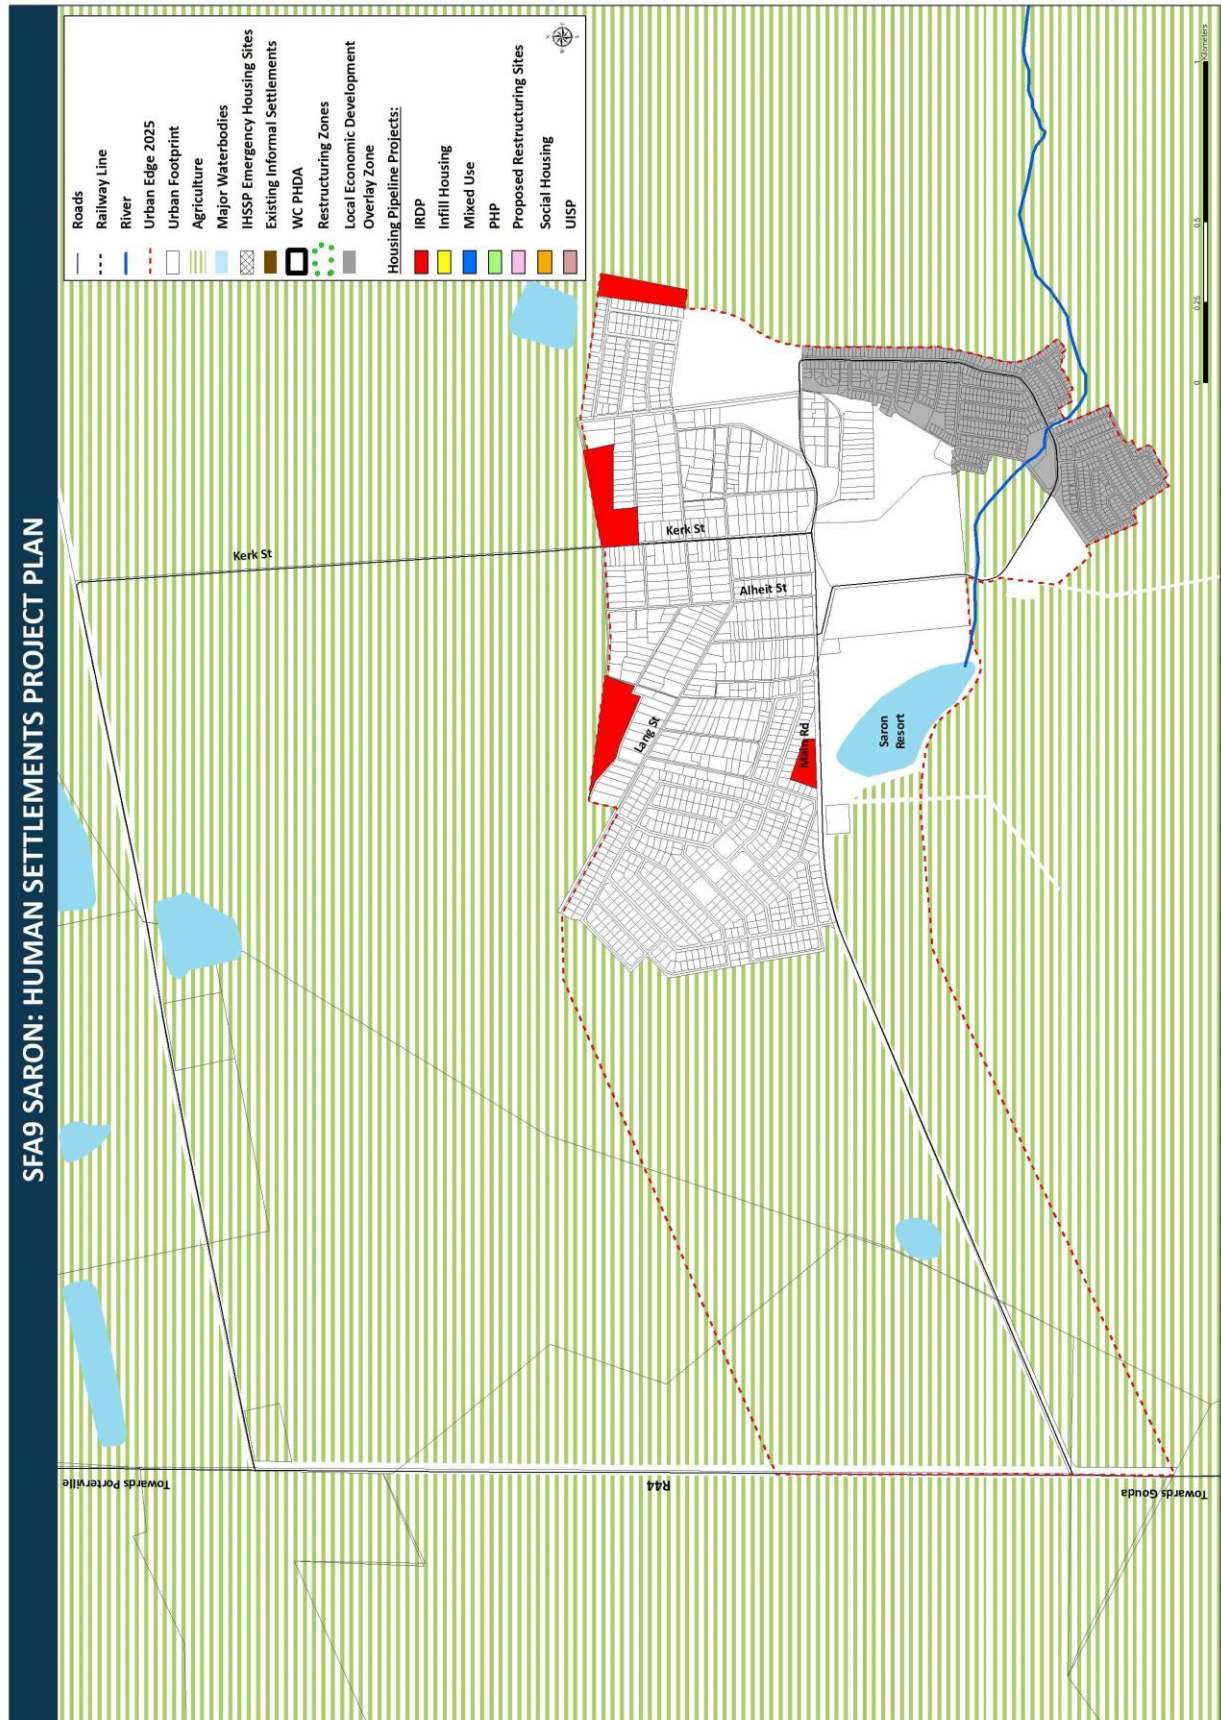 SFA9 SARON: HUMAN SETTLEMENTS PROJECT PLAN
Roads
Railway Line
River
Urban Edge 2025
Urban Footprint
Agriculture
Major Waterbodies
IHSSP Emergency Housing Sites
Existing Informal Settlements
WC PHDA
Restructuring Zones
Local Economic Development
Overlay Zone
Housing Pipeline Projects:
IRDP
Infill Housing
Mixed Use
PHP
Proposed Restructuring Sites
Social Housing
UISP
N
Kerk St
Kerk St
Alheit St
Lang St
Main Rd
Saron
Resort
Towards Porterville
R44
Towards Gouda
0
0.25
0.5
1
Kilometers